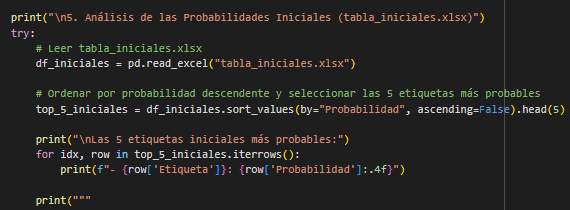 print("\n5. Análisis de las Probabilidades Iniciales (tabla_iniciales.xlsx)")
try:
    # Leer tabla_iniciales.xlsx
    df_iniciales = pd.read_excel("tabla_iniciales.xlsx")
    # Ordenar por probabilidad descendente y seleccionar las 5 etiquetas más probables
    top_5_iniciales = df_iniciales.sort_values(by="Probabilidad", ascending=False).head(5)
    print("\nLas 5 etiquetas iniciales más probables:")
    for idx, row in top_5_iniciales.iterrows():
        print(f"- {row['Etiqueta']}: {row['Probabilidad']:.4f}")
    print("""